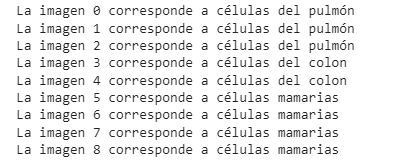 La imagen 0 corresponde a células del pulmón
La imagen 1 corresponde a células del pulmón
La imagen 2 corresponde a células del pulmón
La imagen 3 corresponde a células del colon
La imagen 4 corresponde a células del colon
La imagen 5 corresponde a células mamarias
La imagen 6 corresponde a células mamarias
La imagen 7 corresponde a células mamarias
La imagen 8 corresponde a células mamarias